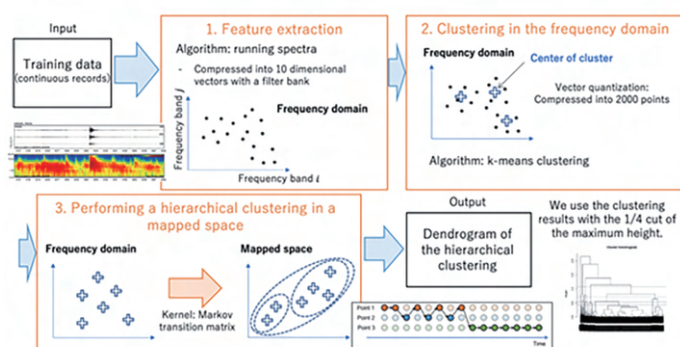 Input
Training data
(continuous records)
1. Feature extraction
Algorithm: running spectra
- Compressed into 10 dimensional
vectors with a filter bank
Frequency domain
Frequency band j
Frequency band i
2. Clustering in the frequency domain
Frequency domain
Center of cluster
Vector quantization:
Compressed into 2000 points
Algorithm: k-means clustering
3. Performing a hierarchical clustering in a
mapped space
Frequency domain
Kernel: Markov
transition matrix
Mapped space
Output
Dendrogram of
the hierarchical
clustering
We use the clustering
results with the 1/4 cut of
the maximum height.
Point 1
Point 2
Point 3
Time